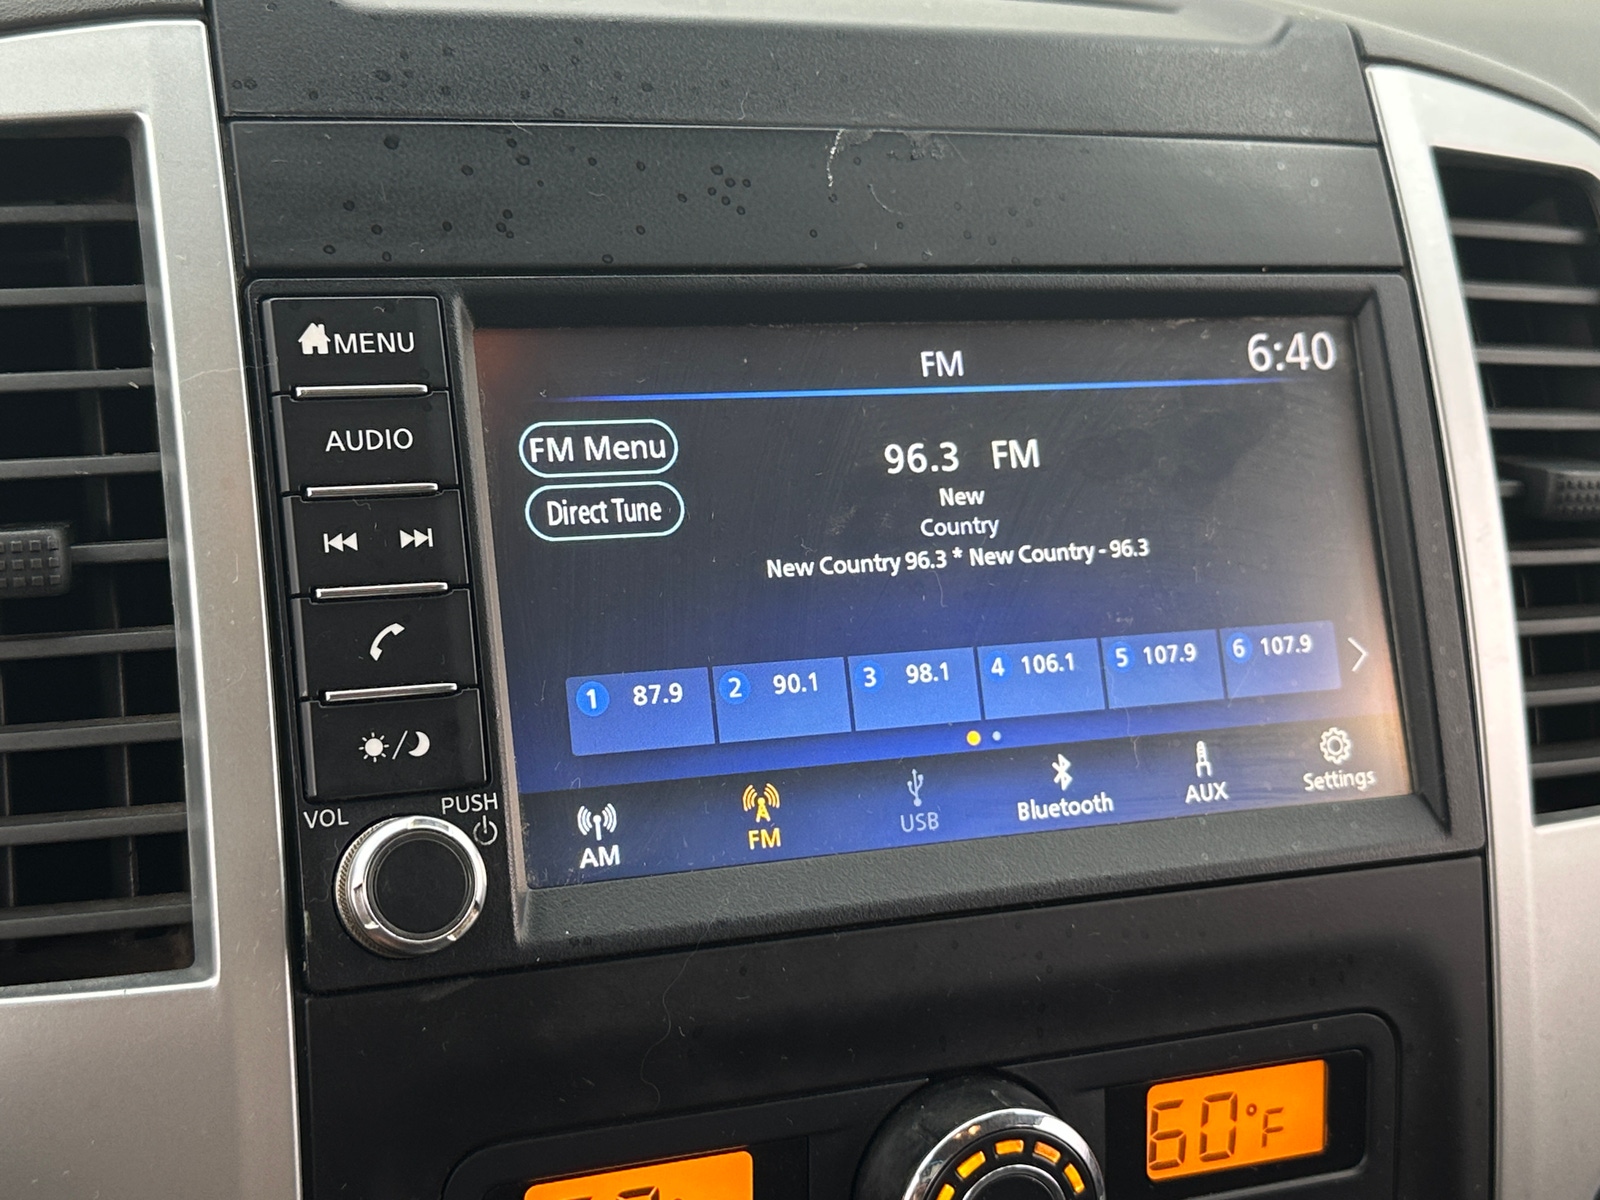 MENU
AUDIO
VOL
PUSH
FM
6:40
FM Menu
Direct Tune
96.3 FM
New
Country
New Country 96.3 * New Country - 96.3
1 87.9
2 90.1
3 98.1
4 106.1
5 107.9
6 107.9
AM
FM
USB
Bluetooth
AUX
Settings
60°F